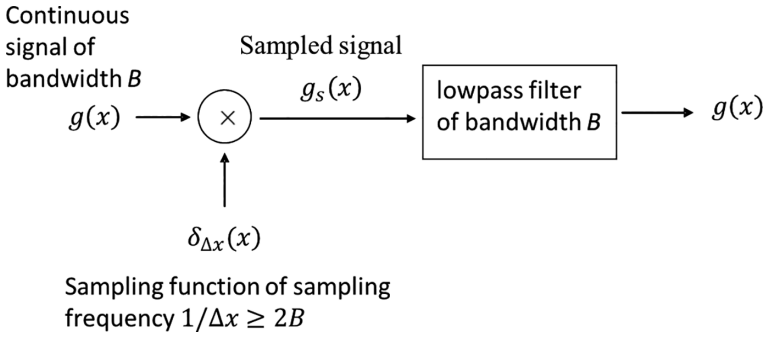 Continuous
signal of
bandwidth B
g(x)
×
Sampled signal
gₛ(x)
lowpass filter
of bandwidth B
g(x)
δ_Δx(x)
Sampling function of sampling
frequency 1/Δx ≥ 2B